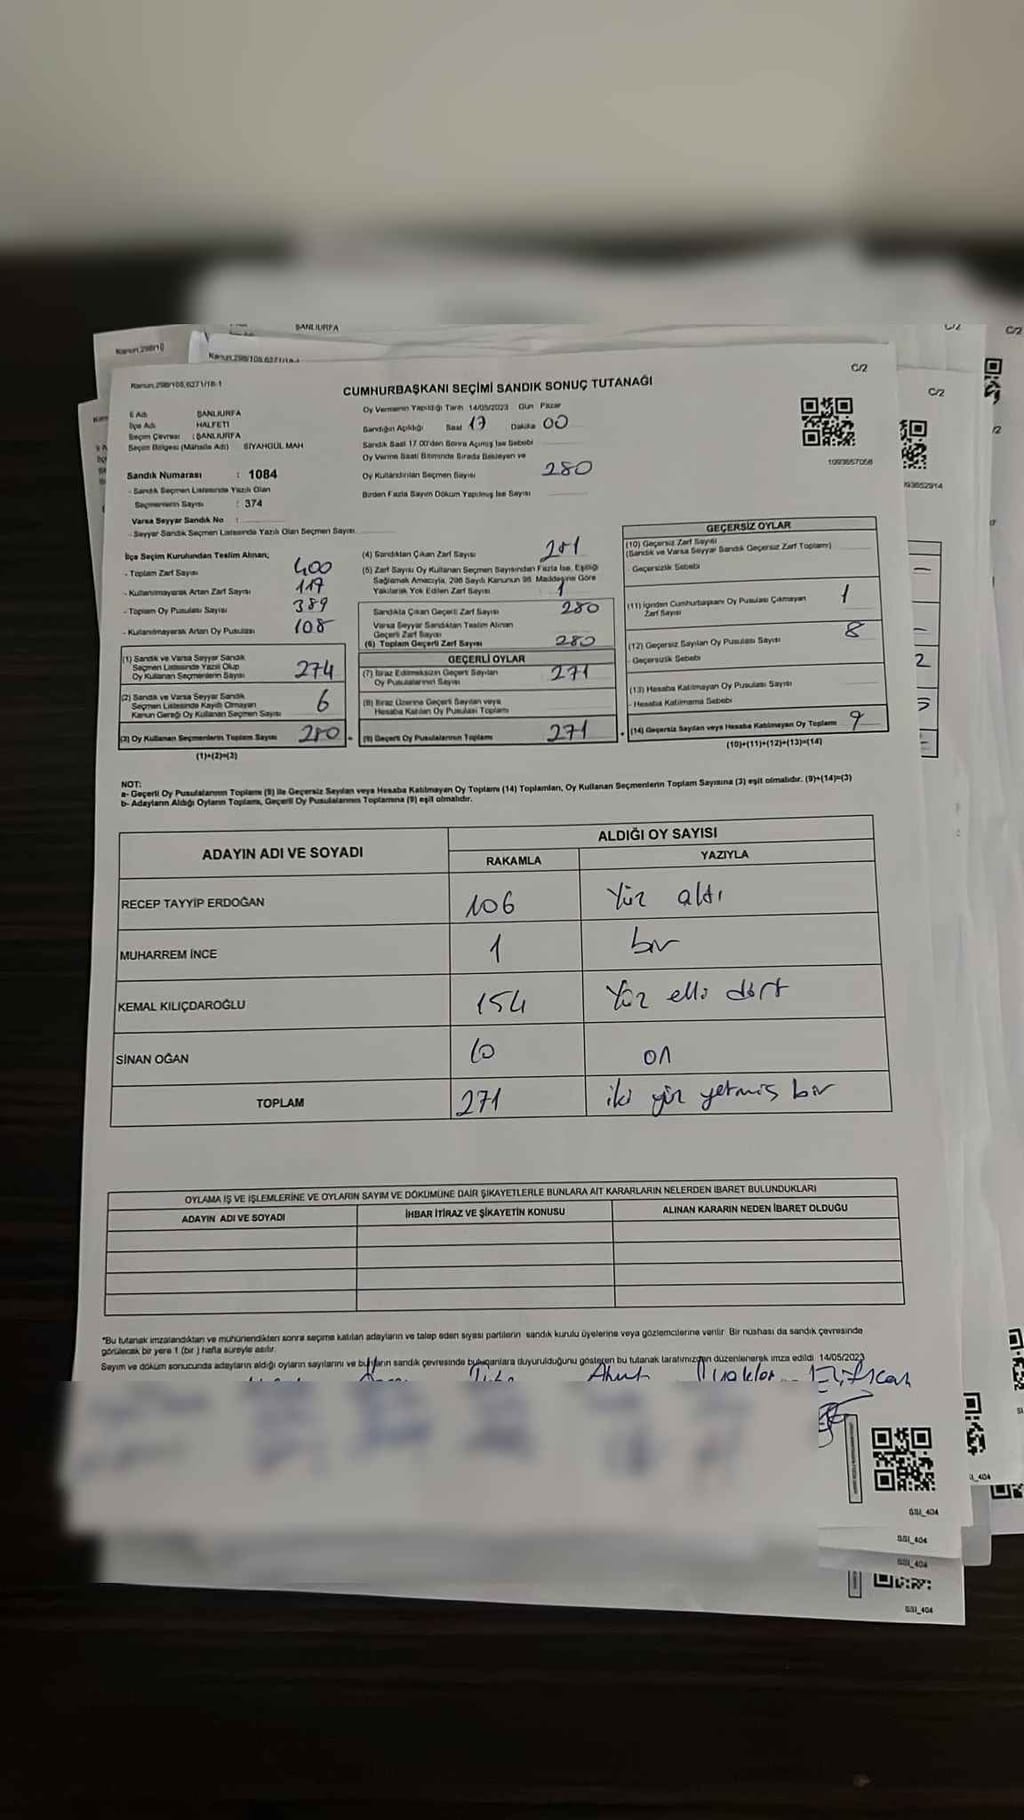 ŞANLIURFA
C/2
C/2
Kanun,298/105,6271/18-1
C/2
C/2
CUMHURBAŞKANI SEÇİMİ SANDIK SONUÇ TUTANAĞI
İl Adı ŞANLIURFA
İlçe Adı HALFETİ
Seçim Çevresi : ŞANLIURFA
Seçim Bölgesi (Mahalle Adı) SİYAHGÜL MAH
Sandık Numarası : 1084
- Sandık Seçmen Listesinde Yazılı Olan
Seçmenlerin Sayısı : 374
Varsa Seyyar Sandık No :
- Seyyar Sandık Seçmen Listesinde Yazılı Olan Seçmen Sayısı
Oy Vermenin Yapıldığı Tarih 14/05/2023 Gün Pazar
Sandığın Açıldığı Saat 17 Dakika 00
Sandık Saat 17.00'den Sonra Açılmış İse Sebebi
Oy Verme Saati Bitiminde Sırada Bekleyen ve
Oy Kullandırılan Seçmen Sayısı 280
Birden Fazla Sayım Döküm Yapılmış İse Sayısı
1093657058
İlçe Seçim Kurulundan Teslim Alınan;
- Toplam Zarf Sayısı 400
- Kullanılmayarak Artan Zarf Sayısı 119
- Toplam Oy Pusulası Sayısı 389
- Kullanılmayarak Artan Oy Pusulası 108
(1) Sandık ve Varsa Seyyar Sandık
Seçmen Listesinde Yazılı Olup
Oy Kullanan Seçmenlerin Sayısı 274
(2) Sandık ve Varsa Seyyar Sandık
Seçmen Listesinde Kayıtlı Olmayan
Kanun Gereği Oy Kullanan Seçmen Sayısı 6
(3) Oy Kullanan Seçmenlerin Toplam Sayısı 280
(1)+(2)=(3)
(4) Sandıktan Çıkan Zarf Sayısı 281
(5) Zarf Sayısı Oy Kullanan Seçmen Sayısından Fazla İse, Eşitliği
Sağlamak Amacıyla, 298 Sayılı Kanunun 98. Maddesine Göre
Yakılarak Yok Edilen Zarf Sayısı 1
Sandıkta Çıkan Geçerli Zarf Sayısı 280
Varsa Seyyar Sandıktan Teslim Alınan
Geçerli Zarf Sayısı
(6) Toplam Geçerli Zarf Sayısı 280
GEÇERLİ OYLAR
(7) İtiraz Edilmeksizin Geçerli Sayılan
Oy Pusulalarının Sayısı 271
(8) İtiraz Üzerine Geçerli Sayılan veya
Hesaba Katılan Oy Pusulası Toplamı
(9) Geçerli Oy Pusulalarının Toplamı 271
GEÇERSİZ OYLAR
(10) Geçersiz Zarf Sayısı
(Sandık ve Varsa Seyyar Sandık Geçersiz Zarf Toplamı)
- Geçersizlik Sebebi
(11) İçinden Cumhurbaşkanı Oy Pusulası Çıkmayan
Zarf Sayısı 1
(12) Geçersiz Sayılan Oy Pusulası Sayısı 8
- Geçersizlik Sebebi
(13) Hesaba Katılmayan Oy Pusulası Sayısı
- Hesaba Katılmama Sebebi
(14) Geçersiz Sayılan veya Hesaba Katılmayan Oy Toplamı 9
(10)+(11)+(12)+(13)=(14)
NOT:
a- Geçerli Oy Pusulalarının Toplamı (9) ile Geçersiz Sayılan veya Hesaba Katılmayan Oy Toplamı (14) Toplamları, Oy Kullanan Seçmenlerin Toplam Sayısına (3) eşit olmalıdır. (9)+(14)=(3)
b- Adayların Aldığı Oyların Toplamı, Geçerli Oy Pusulalarının Toplamına (9) eşit olmalıdır.
ADAYIN ADI VE SOYADI ALDIĞI OY SAYISI
RAKAMLA YAZIYLA
RECEP TAYYİP ERDOĞAN 106 Yüz altı
MUHARREM İNCE 1 bir
KEMAL KILIÇDAROĞLU 154 Yüz elli dört
SİNAN OĞAN 10 on
TOPLAM 271 iki yüz yetmiş bir
OYLAMA İŞ VE İŞLEMLERİNE VE OYLARIN SAYIM VE DÖKÜMÜNE DAİR ŞİKAYETLERLE BUNLARA AİT KARARLARIN NELERDEN İBARET BULUNDUKLARI
ADAYIN ADI VE SOYADI İHBAR İTİRAZ VE ŞİKAYETİN KONUSU ALINAN KARARIN NEDEN İBARET OLDUĞU
*Bu tutanak imzalandıktan ve mühürlendikten sonra seçime katılan adayların ve talep eden siyasi partilerin sandık kurulu üyelerine veya gözlemcilerine verilir. Bir nüshası da sandık çevresinde
görülecek bir yere 1 (bir) hafta süreyle asılır.
Sayım ve döküm sonucunda adayların aldığı oyların sayılarını ve bunların sandık çevresinde bulunanlara duyurulduğunu gösteren bu tutanak tarafımızdan düzenlenerek imza edildi. 14/05/2023